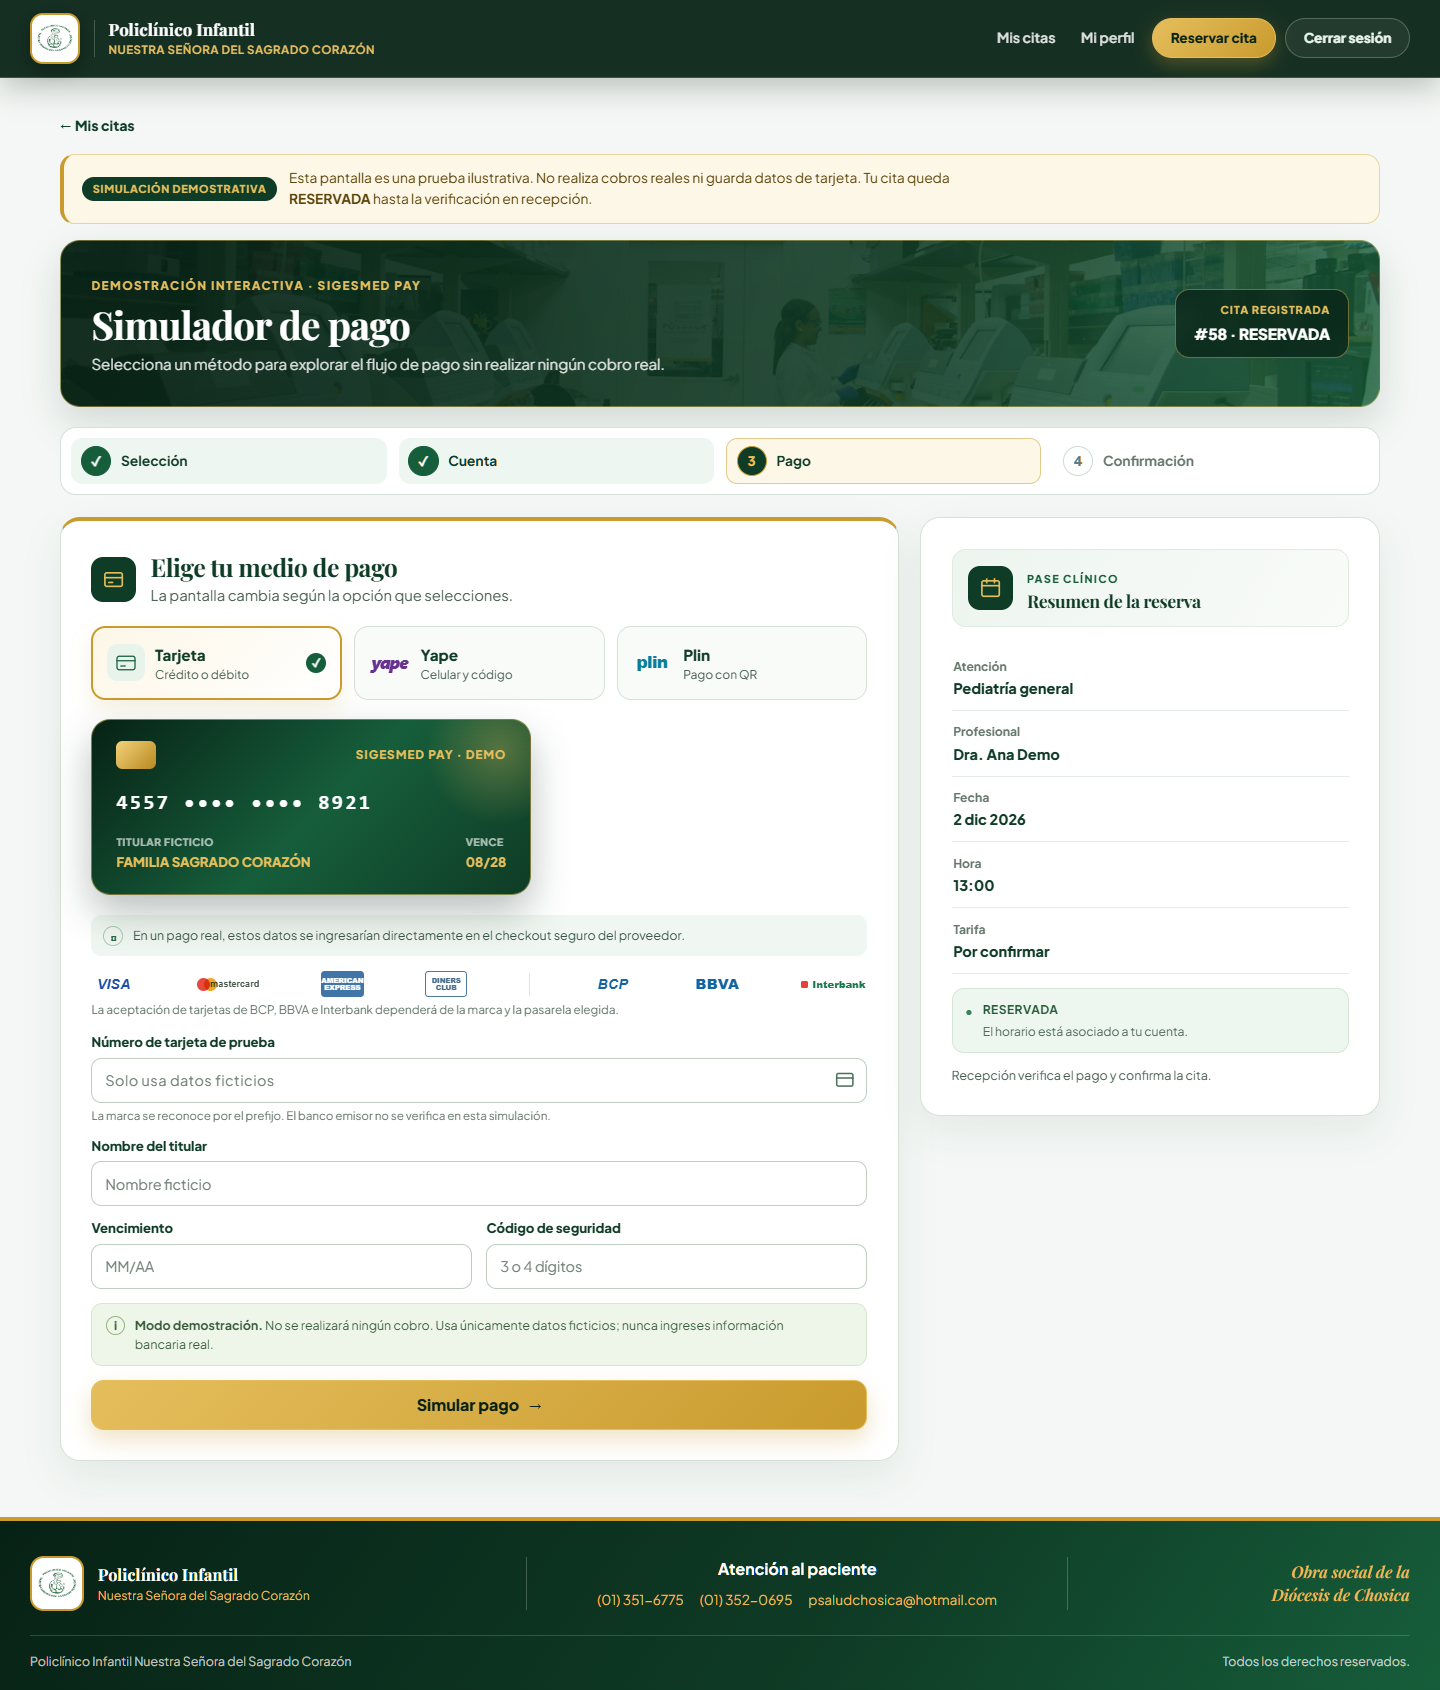 Policlínico Infantil
NUESTRA SEÑORA DEL SAGRADO CORAZÓN
Mis citas
Mi perfil
Reservar cita
Cerrar sesión
← Mis citas
SIMULACIÓN DEMOSTRATIVA
Esta pantalla es una prueba ilustrativa. No realiza cobros reales ni guarda datos de tarjeta. Tu cita queda
RESERVADA hasta la verificación en recepción.
DEMOSTRACIÓN INTERACTIVA · SIGESMED PAY
Simulador de pago
Selecciona un método para explorar el flujo de pago sin realizar ningún cobro real.
CITA REGISTRADA
#58 · RESERVADA
✓ Selección
✓ Cuenta
3 Pago
4 Confirmación
Elige tu medio de pago
La pantalla cambia según la opción que selecciones.
Tarjeta
Crédito o débito
✓
yape
Yape
Celular y código
plin
Plin
Pago con QR
SIGESMED PAY · DEMO
4557 •••• •••• 8921
TITULAR FICTICIO
FAMILIA SAGRADO CORAZÓN
VENCE
08/28
En un pago real, estos datos se ingresarían directamente en el checkout seguro del proveedor.
VISA
mastercard
AMERICAN
EXPRESS
DINERS
CLUB
BCP
BBVA
Interbank
La aceptación de tarjetas de BCP, BBVA e Interbank dependerá de la marca y la pasarela elegida.
Número de tarjeta de prueba
Solo usa datos ficticios
La marca se reconoce por el prefijo. El banco emisor no se verifica en esta simulación.
Nombre del titular
Nombre ficticio
Vencimiento
MM/AA
Código de seguridad
3 o 4 dígitos
i
Modo demostración. No se realizará ningún cobro. Usa únicamente datos ficticios; nunca ingreses información
bancaria real.
Simular pago →
PASE CLÍNICO
Resumen de la reserva
Atención
Pediatría general
Profesional
Dra. Ana Demo
Fecha
2 dic 2026
Hora
13:00
Tarifa
Por confirmar
RESERVADA
El horario está asociado a tu cuenta.
Recepción verifica el pago y confirma la cita.
Policlínico Infantil
Nuestra Señora del Sagrado Corazón
Atención al paciente
(01) 351-6775
(01) 352-0695
psaludchosica@hotmail.com
Obra social de la
Diócesis de Chosica
Policlínico Infantil Nuestra Señora del Sagrado Corazón
Todos los derechos reservados.